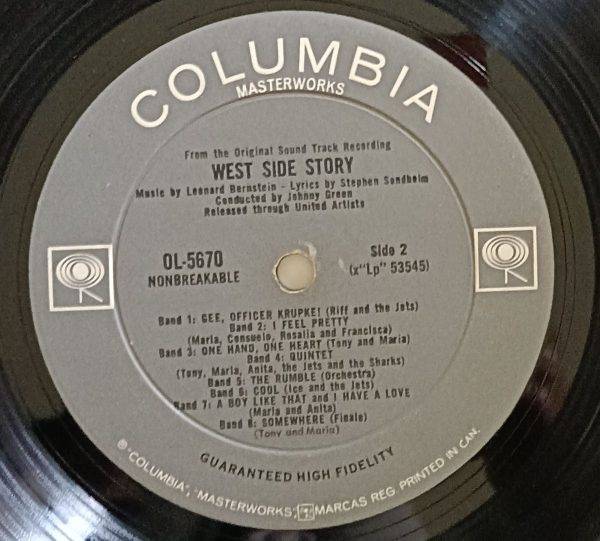 COLUMBIA
MASTERWORKS
From the Original Sound Track Recording
WEST SIDE STORY
Music by Leonard Bernstein - Lyrics by Stephen Sondheim
Conducted by Johnny Green
Released through United Artists
OL-5670
NONBREAKABLE
Side 2
(x"Lp" 53545)
Band 1: GEE, OFFICER KRUPKE! (Riff and the Jets)
Band 2: I FEEL PRETTY
(Maria, Consuelo, Rosalia and Francisca)
Band 3: ONE HAND, ONE HEART (Tony and Maria)
Band 4: QUINTET
(Tony, Maria, Anita, the Jets and the Sharks)
Band 5: THE RUMBLE (Orchestra)
Band 6: COOL (Ice and the Jets)
Band 7: A BOY LIKE THAT and I HAVE A LOVE
(Maria and Anita)
Band 8: SOMEWHERE (Finale)
(Tony and Maria)
GUARANTEED HIGH FIDELITY
® "COLUMBIA", "MASTERWORKS", MARCAS REG. PRINTED IN CAN.